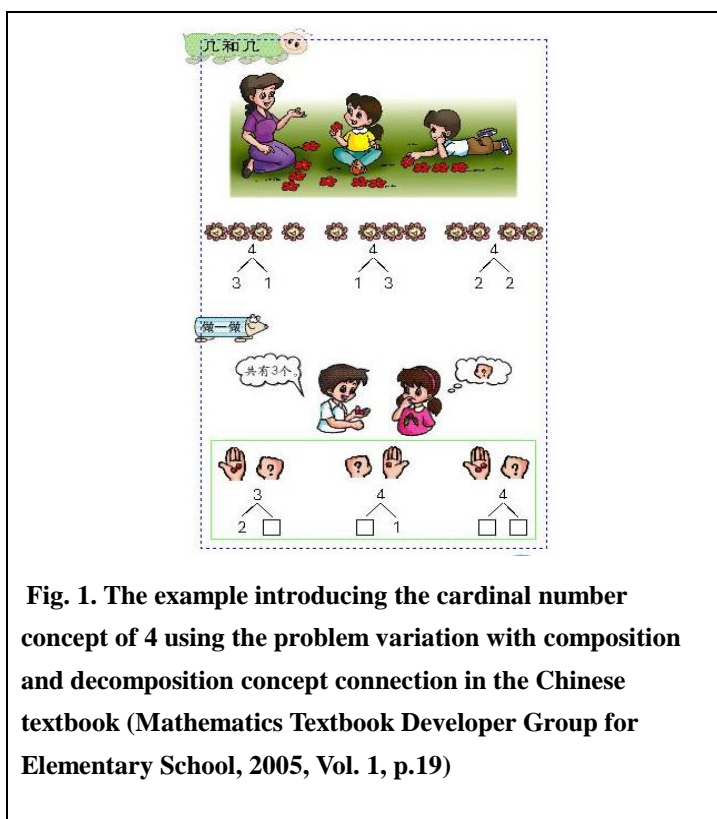 几和几
4 4 4
3 1 1 3 2 2
做一做
共有3个。
?
? ? ?
3 4 4
2 □ □ 1 □ □
Fig. 1. The example introducing the cardinal number
concept of 4 using the problem variation with composition
and decomposition concept connection in the Chinese
textbook (Mathematics Textbook Developer Group for
Elementary School, 2005, Vol. 1, p.19)